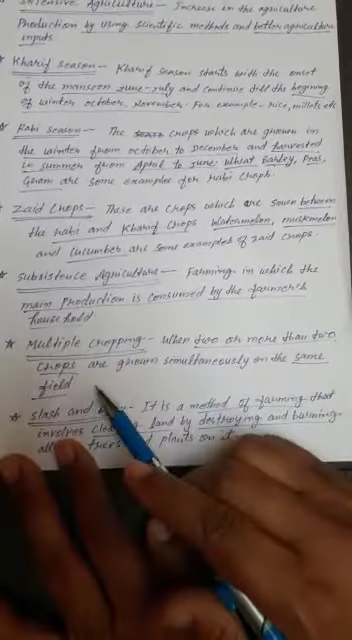 Intensive Agriculture - Increase in the agriculture
Production by using scientific methods and better agriculture
inputs
* Kharif season - Kharif season starts with the onset
of the mansoon june-july and continue till the begining
of winter october, November. For example - rice, millets etc
* Rabi season - The crops which are grown in
the winter from october to December and harvested
in summer from April to june. Wheat Barley, Peas,
Gram are some examples for rabi crops.
* Zaid crops - These are crops which are sown between
the rabi and Kharif crops Watermelon, muskmelon
and cucumber are some examples of zaid crops.
* Subsistence Agriculture - Farming in which the
main production is consumed by the farmer's
household
* Multiple cropping - When two or more than two
crops are grown simultaneously on the same
field
* Slash and - It Is a method of farming that
involves land by destroying and burning
plants on